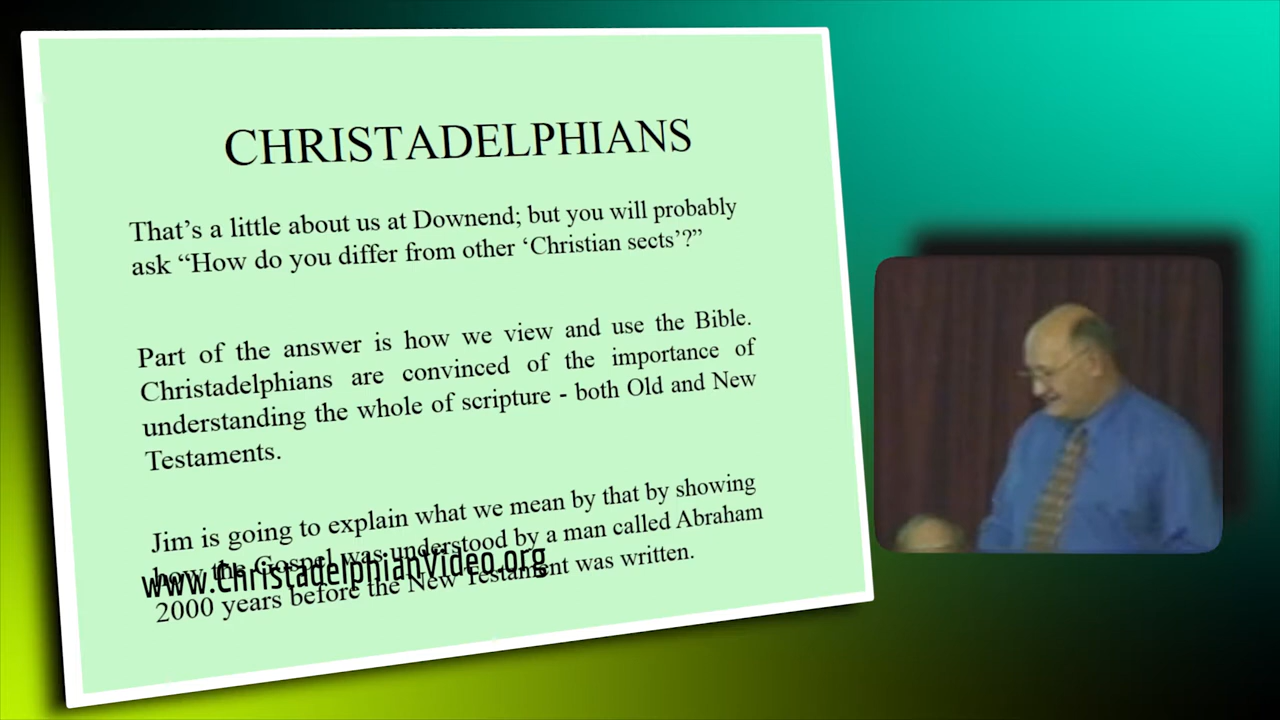 CHRISTADELPHIANS
That’s a little about us at Downend; but you will probably
ask “How do you differ from other ‘Christian sects’?”
Part of the answer is how we view and use the Bible.
Christadelphians are convinced of the importance of
understanding the whole of scripture - both Old and New
Testaments.
Jim is going to explain what we mean by that by showing
how the Gospel was understood by a man called Abraham
www.ChristadelphianVideo.org
2000 years before the New Testament was written.